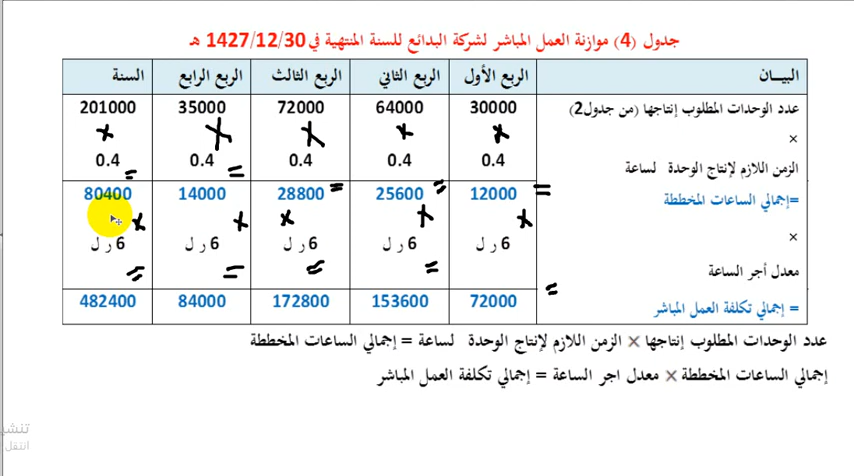 جدول (4) موازنة العمل المباشر لشركة البدائع للسنة المنتهية في 1427/12/30 هـ
البيـــان الربع الأول الربع الثاني الربع الثالث الربع الرابع السنة
عدد الوحدات المطلوب إنتاجها (من جدول2) 30000 64000 72000 35000 201000
× × × × × ×
الزمن اللازم لإنتاج الوحدة لساعة 0.4 0.4 0.4 0.4 0.4
=إجمالي الساعات المخططة = 12000 = 25600 = 28800 = 14000 = 80400
× × × × × ×
معدل أجر الساعة 6 ر ل 6 ر ل 6 ر ل 6 ر ل 6 ر ل
= إجمالي تكلفة العمل المباشر = 72000 = 153600 = 172800 = 84000 = 482400
عدد الوحدات المطلوب إنتاجها × الزمن اللازم لإنتاج الوحدة لساعة = إجمالي الساعات المخططة
إجمالي الساعات المخططة × معدل اجر الساعة = إجمالي تكلفة العمل المباشر